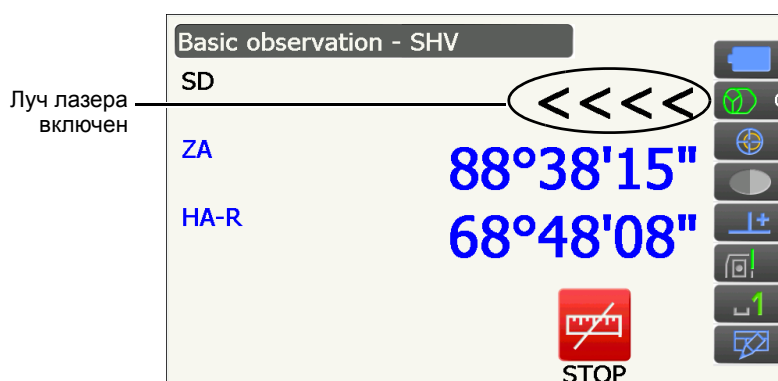 Basic observation - SHV
SD
Луч лазера
включен
<<<<
ZA
88°38'15"
HA-R
68°48'08"
STOP